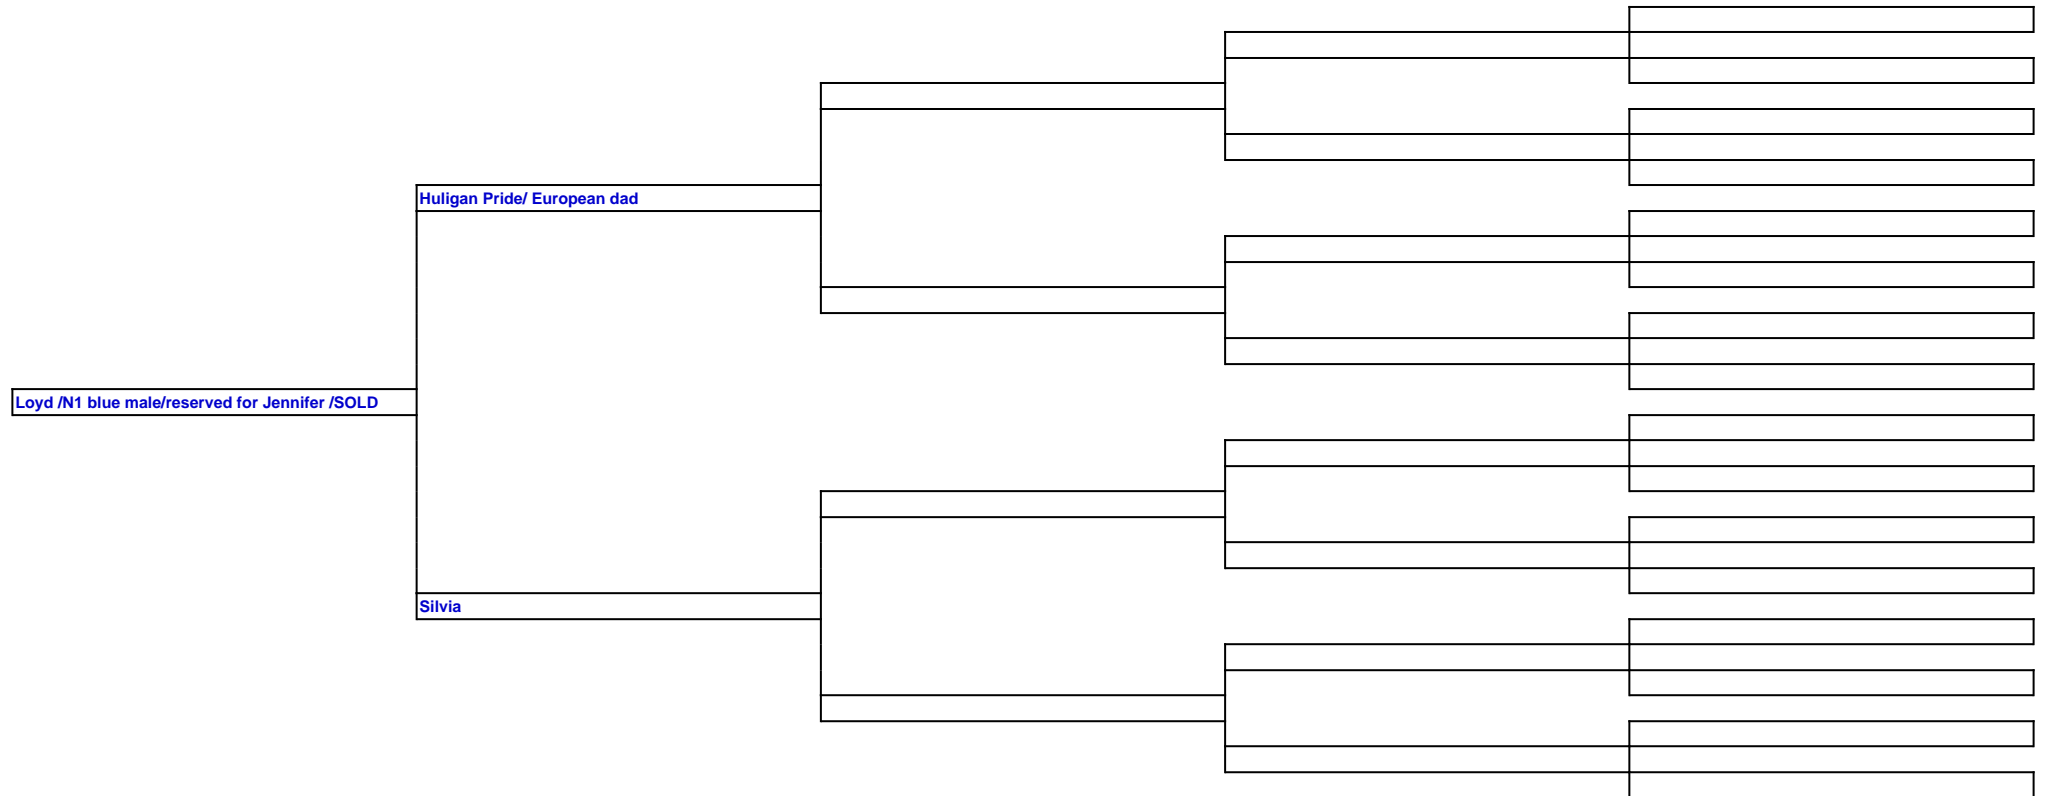 Huligan Pride/ European dad
Loyd /N1 blue male/reserved for Jennifer /SOLD
Silvia